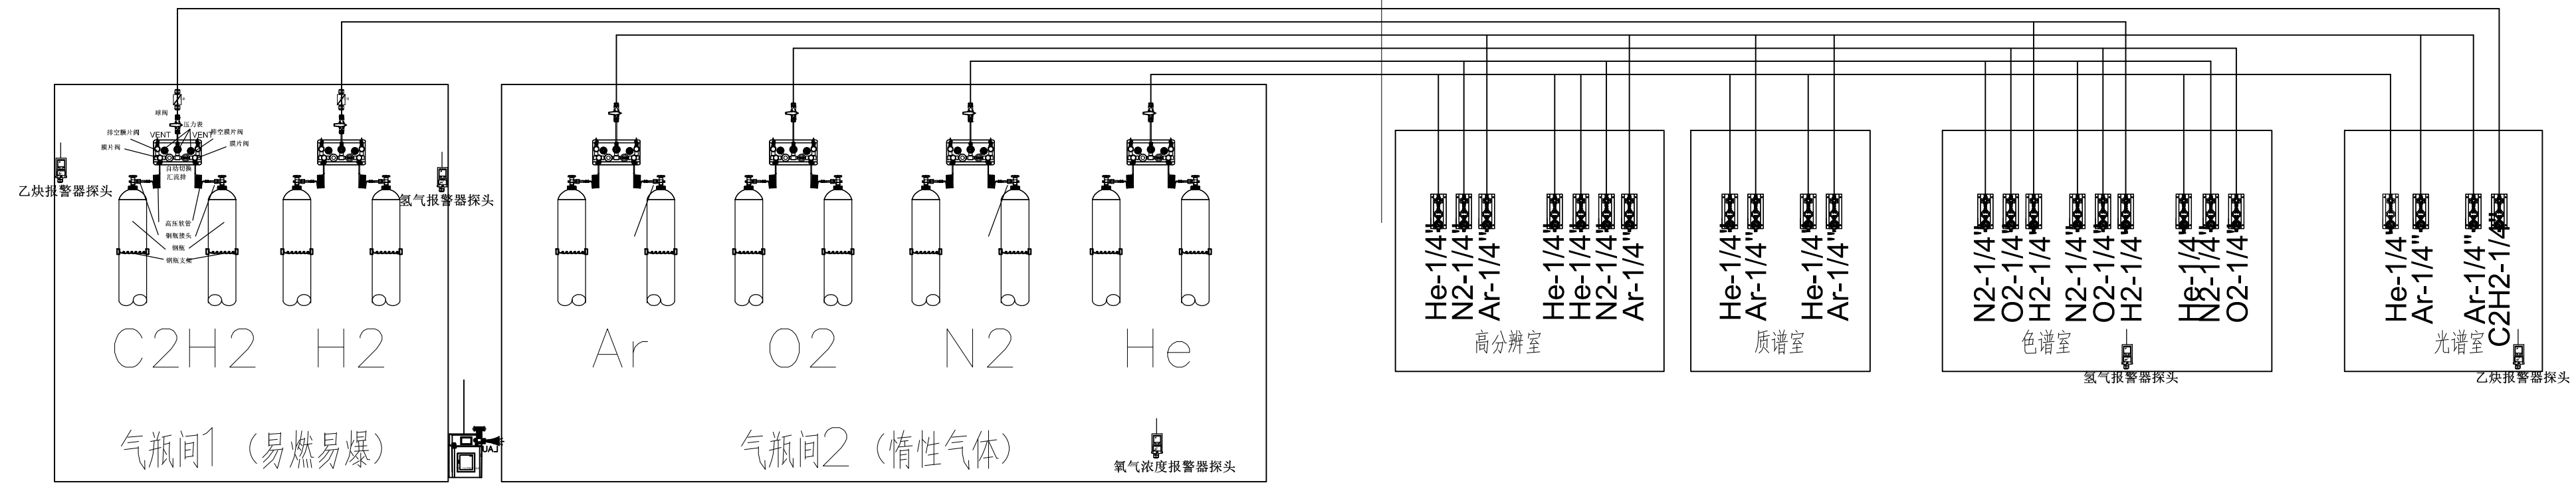 球阀
压力表
排空膜片阀
VENT
VENT
排空膜片阀
膜片阀
膜片阀
自动切换
汇流排
乙炔报警器探头
氢气报警器探头
高压软管
钢瓶接头
钢瓶
钢瓶支架
C2H2
H2
气瓶间1（易燃易爆）
Ar
O2
N2
He
气瓶间2（惰性气体）
氧气浓度报警器探头
He-1/4"
N2-1/4"
Ar-1/4"
He-1/4"
He-1/4"
N2-1/4"
Ar-1/4"
高分辨室
He-1/4"
Ar-1/4"
He-1/4"
Ar-1/4"
质谱室
N2-1/4"
O2-1/4"
H2-1/4"
N2-1/4"
O2-1/4"
H2-1/4"
He-1/4"
N2-1/4"
O2-1/4"
色谱室
氢气报警器探头
He-1/4"
Ar-1/4"
Ar-1/4"
C2H2-1/4"
光谱室
乙炔报警器探头